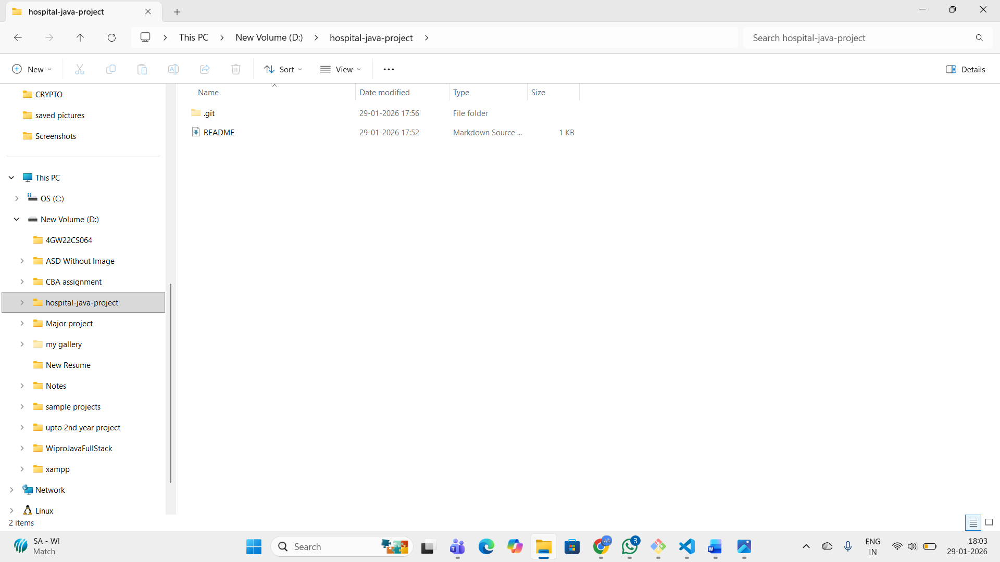 hospital-java-project
This PC
New Volume (D:)
hospital-java-project
Search hospital-java-project
New
Sort
View
Details
CRYPTO
saved pictures
Screenshots
This PC
OS (C:)
New Volume (D:)
4GW22CS064
ASD Without Image
CBA assignment
hospital-java-project
Major project
my gallery
New Resume
Notes
sample projects
upto 2nd year project
WiproJavaFullStack
xampp
Network
Linux
Name Date modified Type Size
.git 29-01-2026 17:56 File folder
README 29-01-2026 17:52 Markdown Source ... 1 KB
2 items
SA - WI
Match
Search
T
3
W
ENG
IN
18:03
29-01-2026